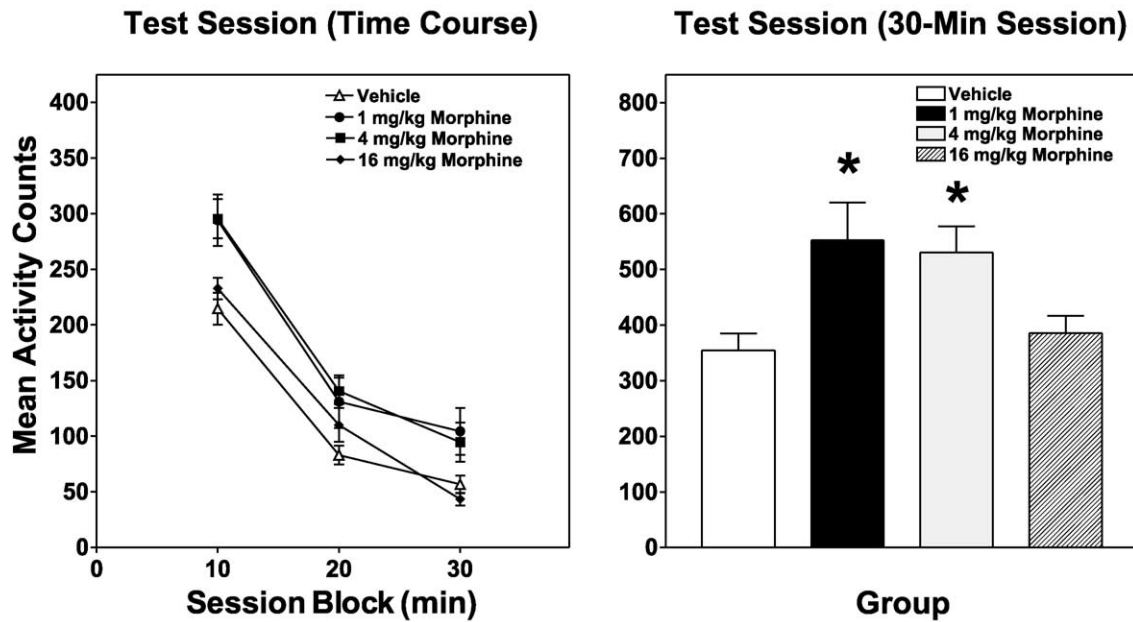 Test Session (Time Course)
Mean Activity Counts
400
350
300
250
200
150
100
50
0
Vehicle
1 mg/kg Morphine
4 mg/kg Morphine
16 mg/kg Morphine
0
10
20
30
Session Block (min)
Test Session (30-Min Session)
800
700
600
500
400
300
200
100
0
Vehicle
1 mg/kg Morphine
4 mg/kg Morphine
16 mg/kg Morphine
*
*
Group